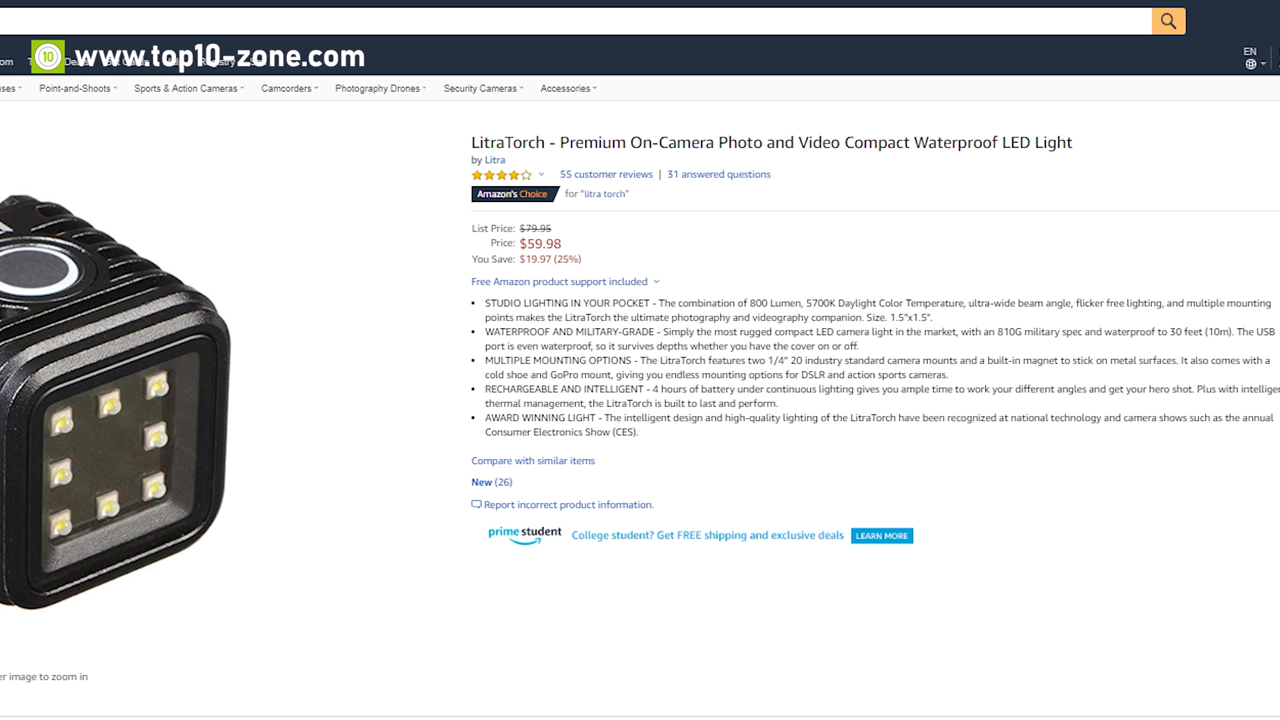 10 www.top10-zone.com
EN
Point-and-Shoots
Sports & Action Cameras
Camcorders
Photography Drones
Security Cameras
Accessories
LitraTorch - Premium On-Camera Photo and Video Compact Waterproof LED Light
by Litra
55 customer reviews | 31 answered questions
Amazon's Choice for "litra torch"
List Price: $79.95
Price: $59.98
You Save: $19.97 (25%)
Free Amazon product support included
• STUDIO LIGHTING IN YOUR POCKET - The combination of 800 Lumen, 5700K Daylight Color Temperature, ultra-wide beam angle, flicker free lighting, and multiple mounting
points makes the LitraTorch the ultimate photography and videography companion. Size. 1.5"x1.5".
• WATERPROOF AND MILITARY-GRADE - Simply the most rugged compact LED camera light in the market, with an 810G military spec and waterproof to 30 feet (10m). The USB
port is even waterproof, so it survives depths whether you have the cover on or off.
• MULTIPLE MOUNTING OPTIONS - The LitraTorch features two 1/4" 20 industry standard camera mounts and a built-in magnet to stick on metal surfaces. It also comes with a
cold shoe and GoPro mount, giving you endless mounting options for DSLR and action sports cameras.
• RECHARGEABLE AND INTELLIGENT - 4 hours of battery under continuous lighting gives you ample time to work your different angles and get your hero shot. Plus with intelligen
thermal management, the LitraTorch is built to last and perform.
• AWARD WINNING LIGHT - The intelligent design and high-quality lighting of the LitraTorch have been recognized at national technology and camera shows such as the annual
Consumer Electronics Show (CES).
Compare with similar items
New (26)
Report incorrect product information.
prime student College student? Get FREE shipping and exclusive deals LEARN MORE
er image to zoom in